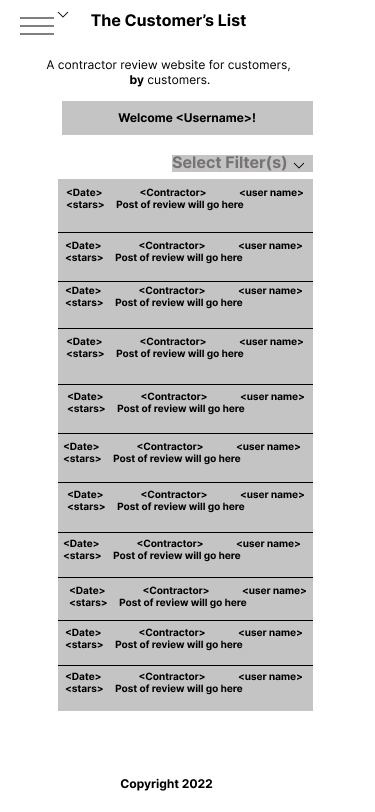 The Customer’s List
A contractor review website for customers,
by customers.
Welcome <Username>!
Select Filter(s)
<Date> <Contractor> <user name>
<stars> Post of review will go here
<Date> <Contractor> <user name>
<stars> Post of review will go here
<Date> <Contractor> <user name>
<stars> Post of review will go here
<Date> <Contractor> <user name>
<stars> Post of review will go here
<Date> <Contractor> <user name>
<stars> Post of review will go here
<Date> <Contractor> <user name>
<stars> Post of review will go here
<Date> <Contractor> <user name>
<stars> Post of review will go here
<Date> <Contractor> <user name>
<stars> Post of review will go here
<Date> <Contractor> <user name>
<stars> Post of review will go here
<Date> <Contractor> <user name>
<stars> Post of review will go here
<Date> <Contractor> <user name>
<stars> Post of review will go here
Copyright 2022